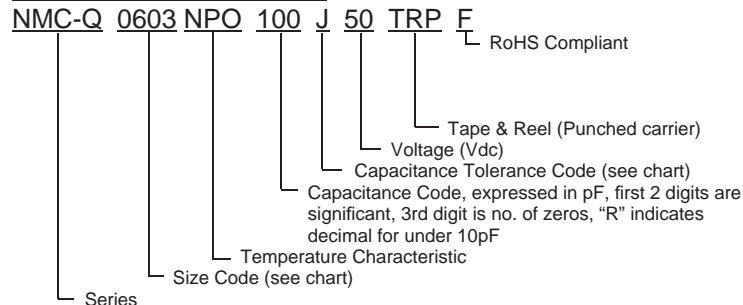 NMC-Q 0603 NPO 100 J 50 TRP F
RoHS Compliant
Tape & Reel (Punched carrier)
Voltage (Vdc)
Capacitance Tolerance Code (see chart)
Capacitance Code, expressed in pF, first 2 digits are
significant, 3rd digit is no. of zeros, “R” indicates
decimal for under 10pF
Temperature Characteristic
Size Code (see chart)
Series